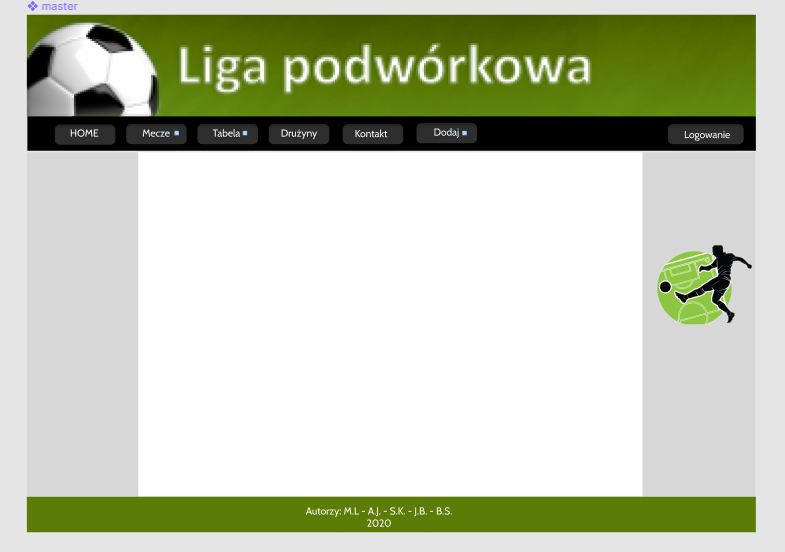 master
Liga podwórkowa
HOME Mecze Tabela Drużyny Kontakt Dodaj Logowanie
Autorzy: M.L - A.J. - S.K. - J.B. - B.S.
2020